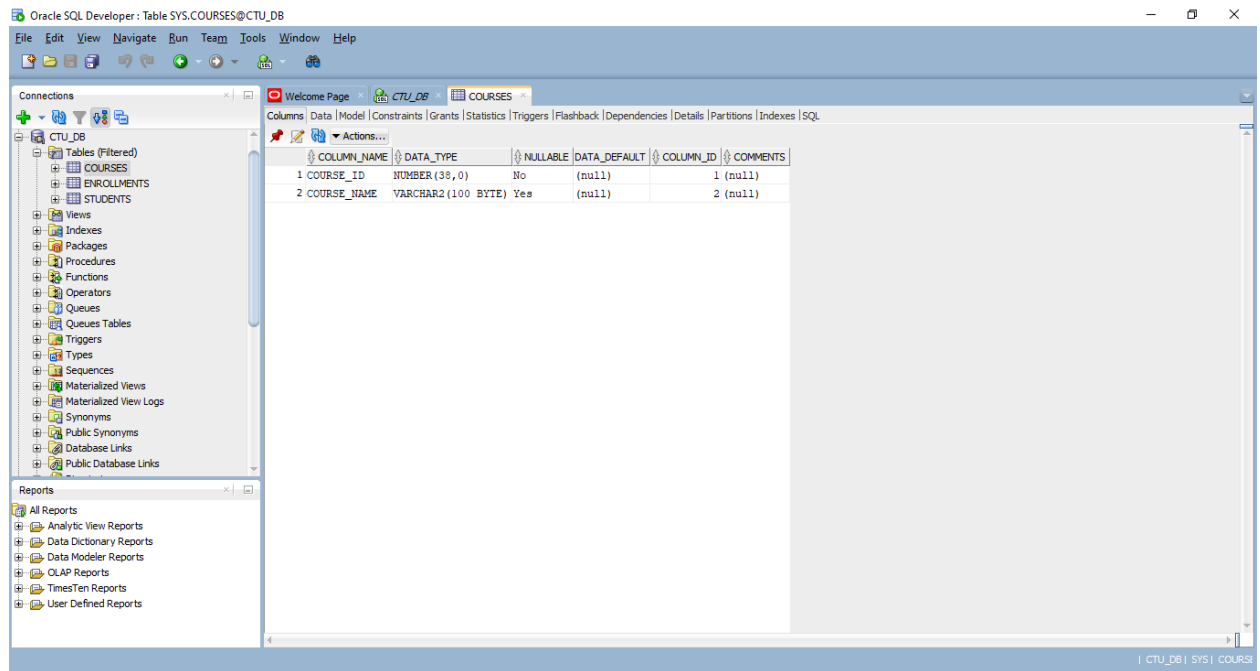 Oracle SQL Developer : Table SYS.COURSES@CTU_DB
File Edit View Navigate Run Team Tools Window Help
Connections
CTU_DB
Tables (Filtered)
COURSES
ENROLLMENTS
STUDENTS
Views
Indexes
Packages
Procedures
Functions
Operators
Queues
Queues Tables
Triggers
Types
Sequences
Materialized Views
Materialized View Logs
Synonyms
Public Synonyms
Database Links
Public Database Links
Reports
All Reports
Analytic View Reports
Data Dictionary Reports
Data Modeler Reports
OLAP Reports
TimesTen Reports
User Defined Reports
Welcome Page CTU_DB COURSES
Columns Data |Model |Constraints |Grants |Statistics |Triggers |Flashback |Dependencies |Details |Partitions |Indexes |SQL
Actions...
COLUMN_NAME DATA_TYPE NULLABLE DATA_DEFAULT COLUMN_ID COMMENTS
1 COURSE_ID NUMBER(38,0) No (null) 1 (null)
2 COURSE_NAME VARCHAR2(100 BYTE) Yes (null) 2 (null)
| CTU_DB | SYS | COURSE